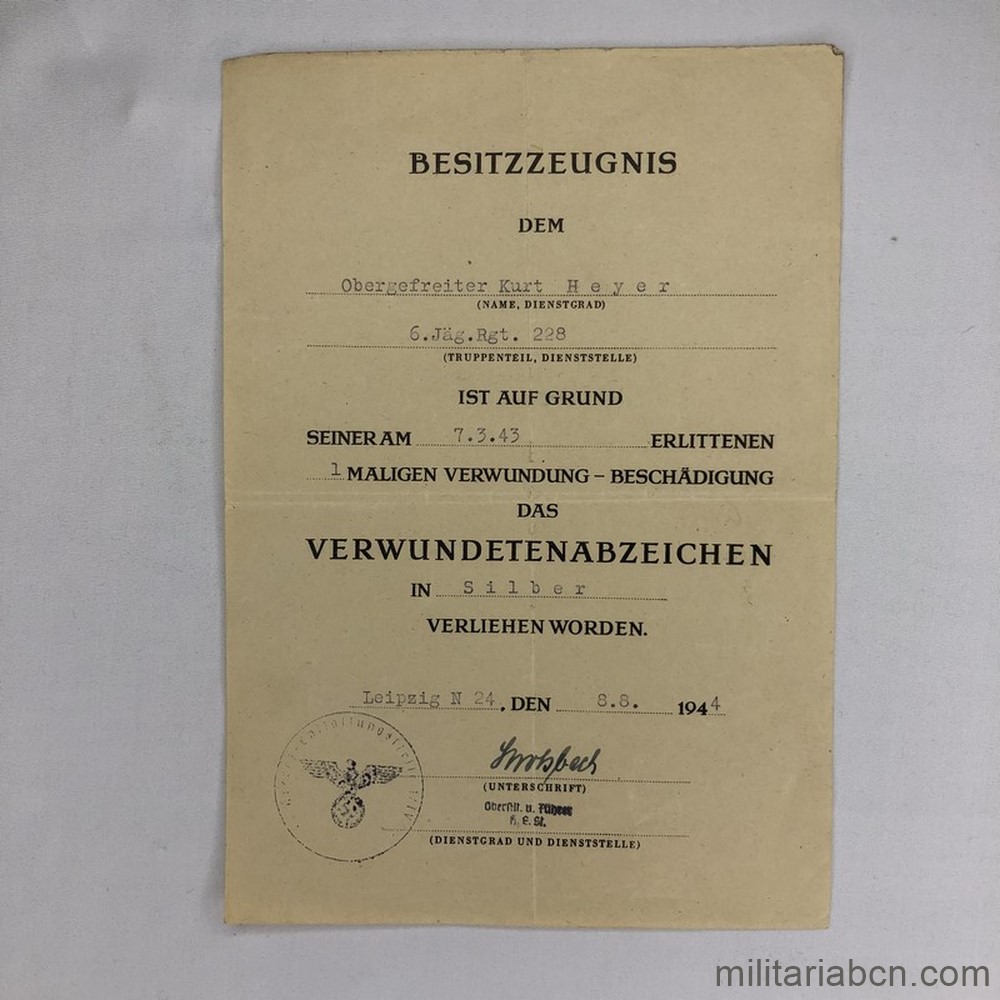 BESITZZEUGNIS
DEM
Obergefreiter Kurt H e y e r
(NAME, DIENSTGRAD)
6.Jäg.Rgt. 228
(TRUPPENTEIL, DIENSTSTELLE)
IST AUF GRUND
SEINER AM 7.3.43 ERLITTENEN
1 MALIGEN VERWUNDUNG – BESCHÄDIGUNG
DAS
VERWUNDETENABZEICHEN
IN S i l b e r
VERLIEHEN WORDEN.
Leipzig N 24, DEN 8.8. 1944
(UNTERSCHRIFT)
Oberstlt. u. Führer
(DIENSTGRAD UND DIENSTSTELLE)
militariabcn.com